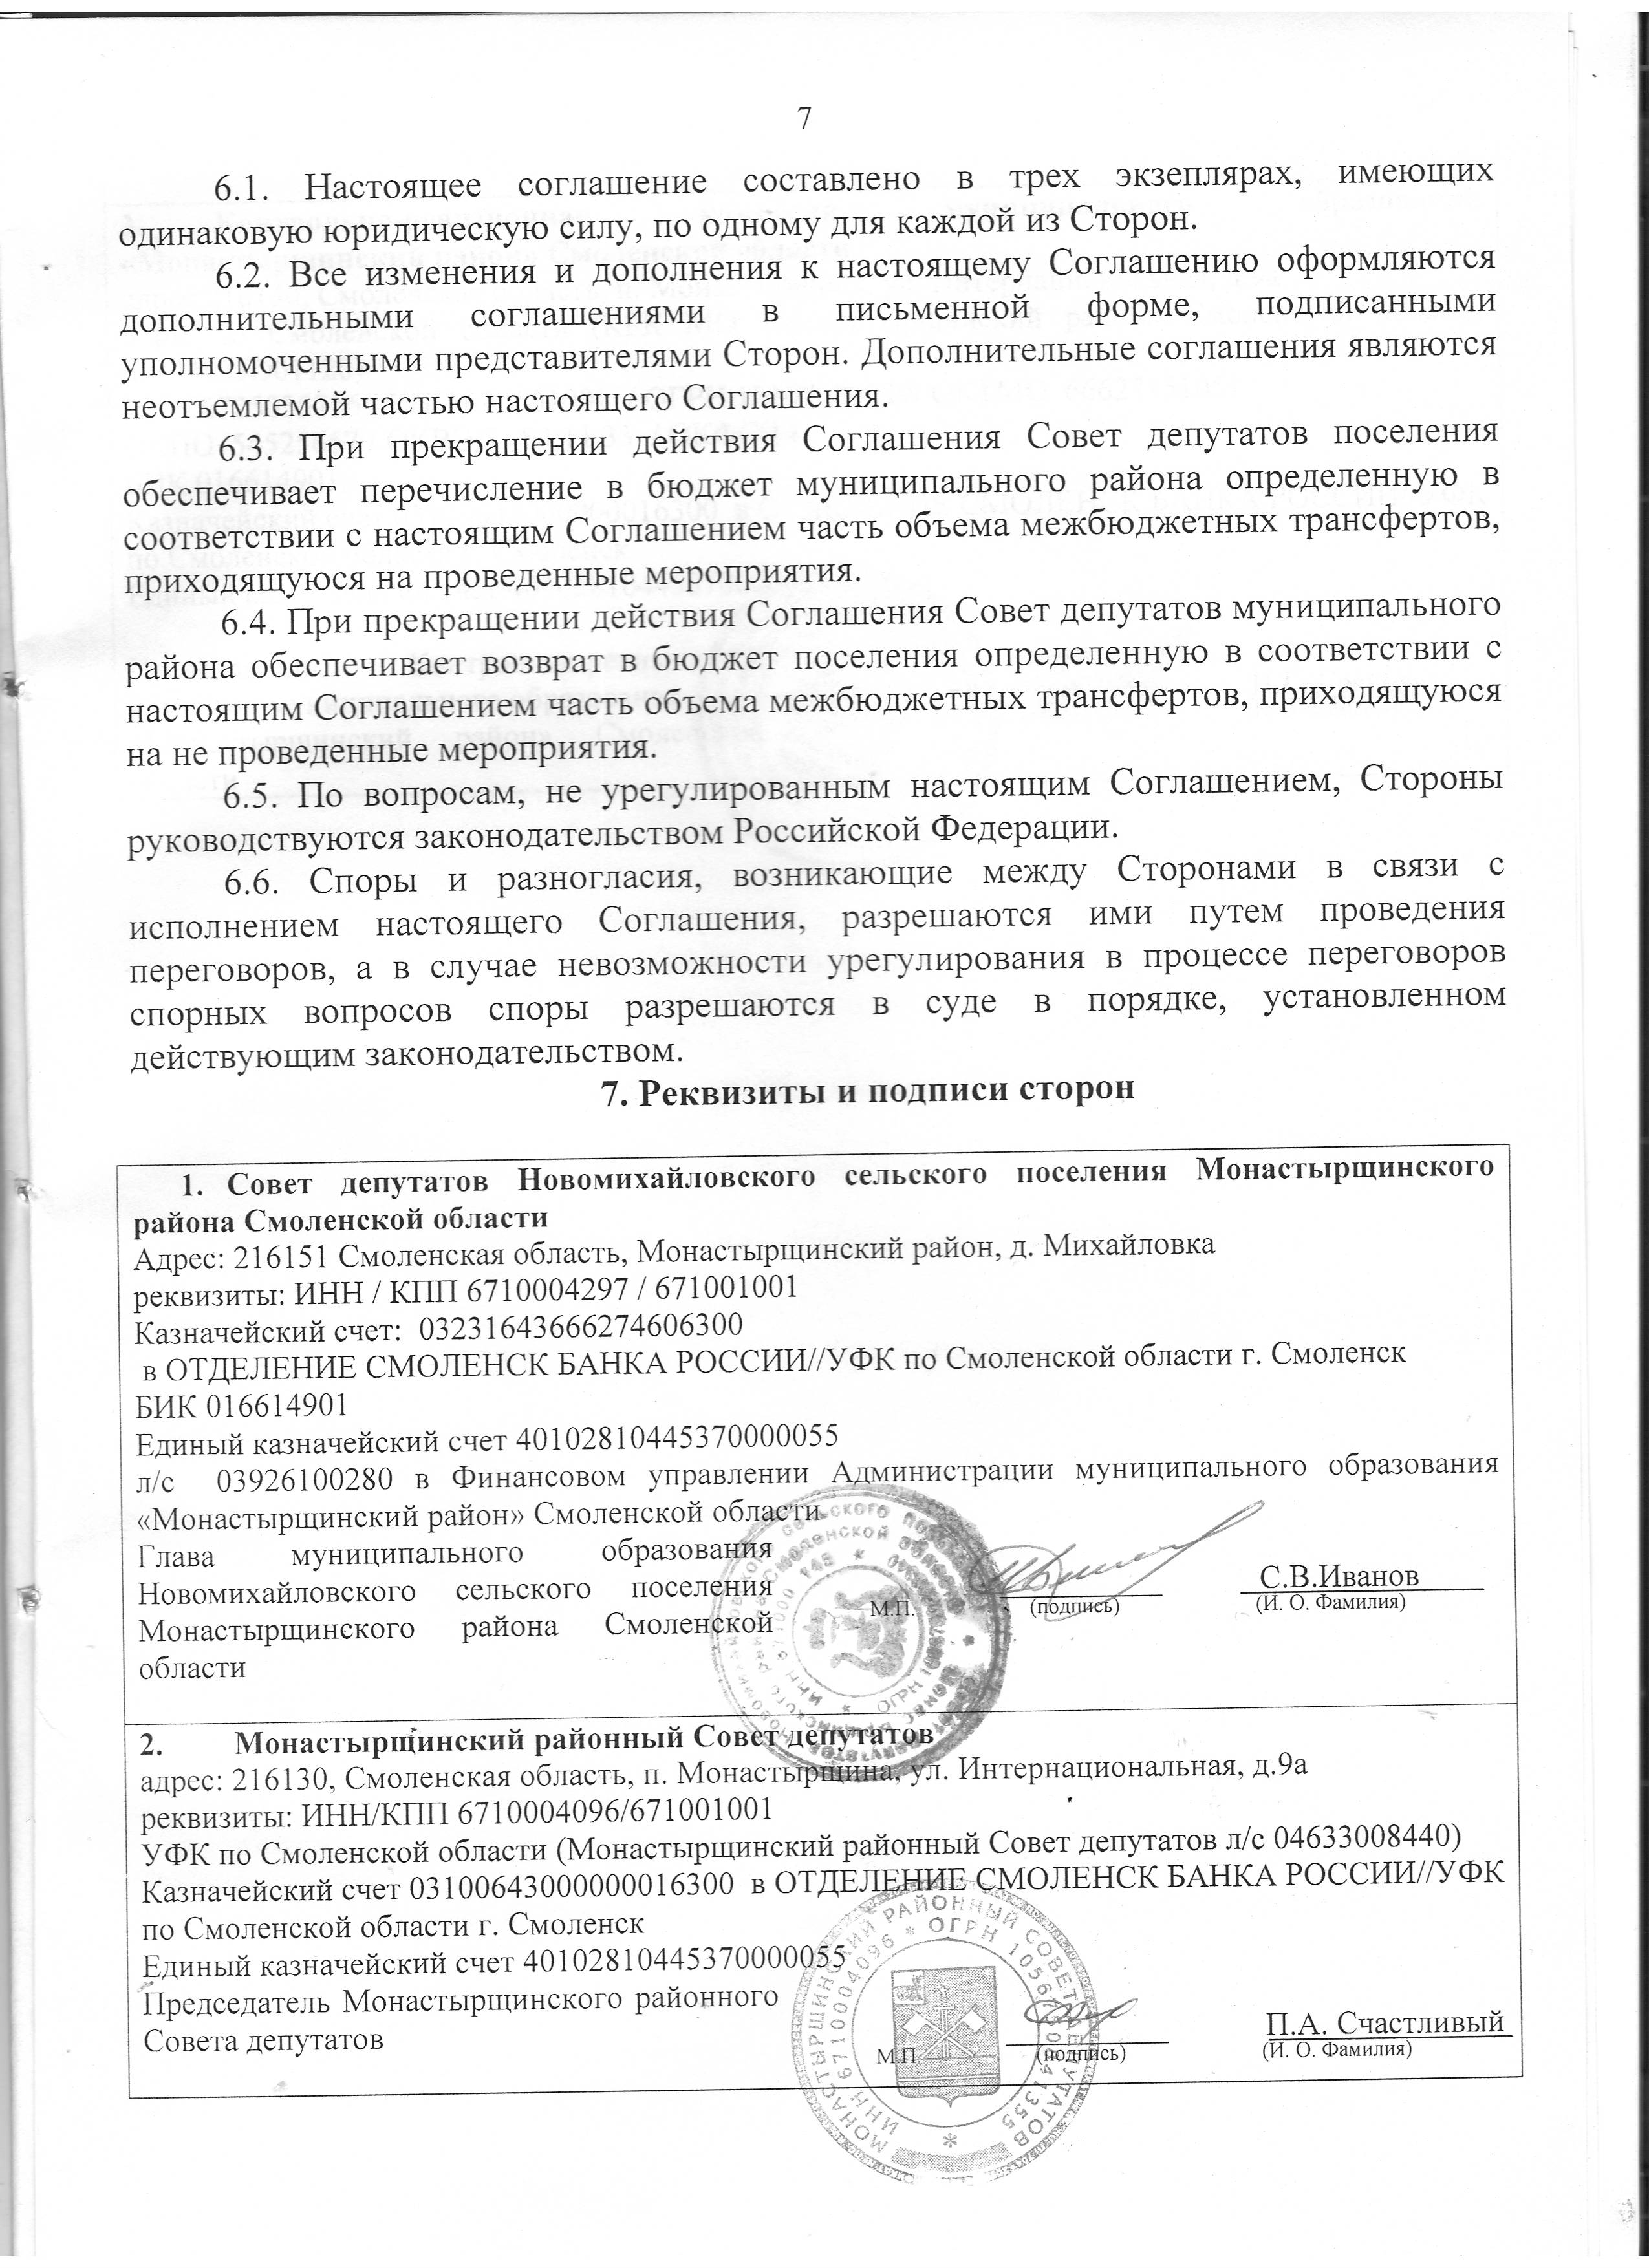 7
6.1. Настоящее соглашение составлено в трех экзеплярах, имеющих
одинаковую юридическую силу, по одному для каждой из Сторон.
6.2. Все изменения и дополнения к настоящему Соглашению оформляются
дополнительными соглашениями в письменной форме, подписанными
уполномоченными представителями Сторон. Дополнительные соглашения являются
неотъемлемой частью настоящего Соглашения.
6.3. При прекращении действия Соглашения Совет депутатов поселения
обеспечивает перечисление в бюджет муниципального района определенную в
соответствии с настоящим Соглашением часть объема межбюджетных трансфертов,
приходящуюся на проведенные мероприятия.
6.4. При прекращении действия Соглашения Совет депутатов муниципального
района обеспечивает возврат в бюджет поселения определенную в соответствии с
настоящим Соглашением часть объема межбюджетных трансфертов, приходящуюся
на не проведенные мероприятия.
6.5. По вопросам, не урегулированным настоящим Соглашением, Стороны
руководствуются законодательством Российской Федерации.
6.6. Споры и разногласия, возникающие между Сторонами в связи с
исполнением настоящего Соглашения, разрешаются ими путем проведения
переговоров, а в случае невозможности урегулирования в процессе переговоров
спорных вопросов споры разрешаются в суде в порядке, установленном
действующим законодательством.
7. Реквизиты и подписи сторон
1. Совет депутатов Новомихайловского сельского поселения Монастырщинского
района Смоленской области
Адрес: 216151 Смоленская область, Монастырщинский район, д. Михайловка
реквизиты: ИНН / КПП 6710004297 / 671001001
Казначейский счет: 03231643666274606300
в ОТДЕЛЕНИЕ СМОЛЕНСК БАНКА РОССИИ//УФК по Смоленской области г. Смоленск
БИК 016614901
Единый казначейский счет 40102810445370000055
л/с 03926100280 в Финансовом управлении Администрации муниципального образования
«Монастырщинский район» Смоленской области
Глава муниципального образования
Новомихайловского сельского поселения
Монастырщинского района Смоленской
области
М.П.
(подпись)
С.В.Иванов
(И. О. Фамилия)
2. Монастырщинский районный Совет депутатов
адрес: 216130, Смоленская область, п. Монастырщина, ул. Интернациональная, д.9а
реквизиты: ИНН/КПП 6710004096/671001001
УФК по Смоленской области (Монастырщинский районный Совет депутатов л/с 04633008440)
Казначейский счет 03100643000000016300 в ОТДЕЛЕНИЕ СМОЛЕНСК БАНКА РОССИИ//УФК
по Смоленской области г. Смоленск
Единый казначейский счет 40102810445370000055
Председатель Монастырщинского районного
Совета депутатов
М.П.
(подпись)
П.А. Счастливый
(И. О. Фамилия)
МОНАСТЫРЩИНСКИЙ РАЙОННЫЙ СОВЕТ ДЕПУТАТОВ
ИНН 6710004096 * ОГРН